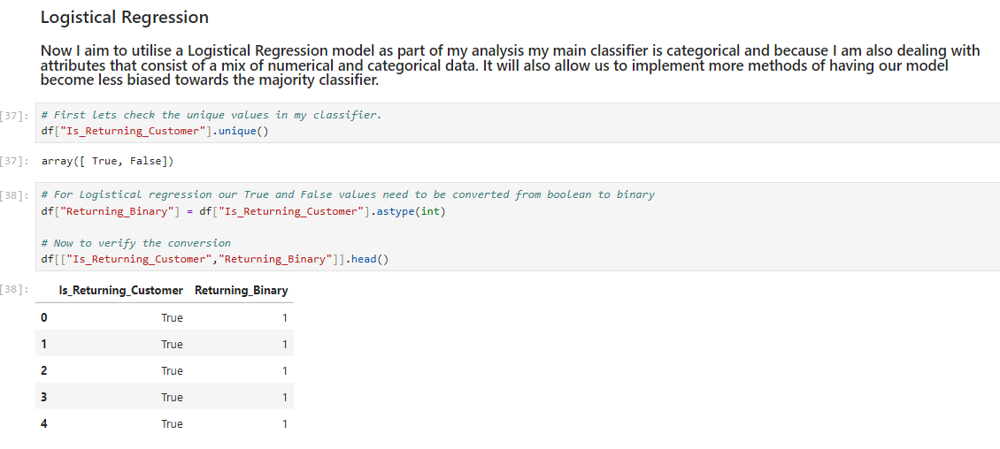 Logistical Regression
Now I aim to utilise a Logistical Regression model as part of my analysis my main classifier is categorical and because I am also dealing with
attributes that consist of a mix of numerical and categorical data. It will also allow us to implement more methods of having our model
become less biased towards the majority classifier.
[37]: # First lets check the unique values in my classifier.
df["Is_Returning_Customer"].unique()
[37]: array([ True, False])
[38]: # For Logistical regression our True and False values need to be converted from boolean to binary
df["Returning_Binary"] = df["Is_Returning_Customer"].astype(int)
# Now to verify the conversion
df[["Is_Returning_Customer","Returning_Binary"]].head()
[38]: Is_Returning_Customer Returning_Binary
0 True 1
1 True 1
2 True 1
3 True 1
4 True 1